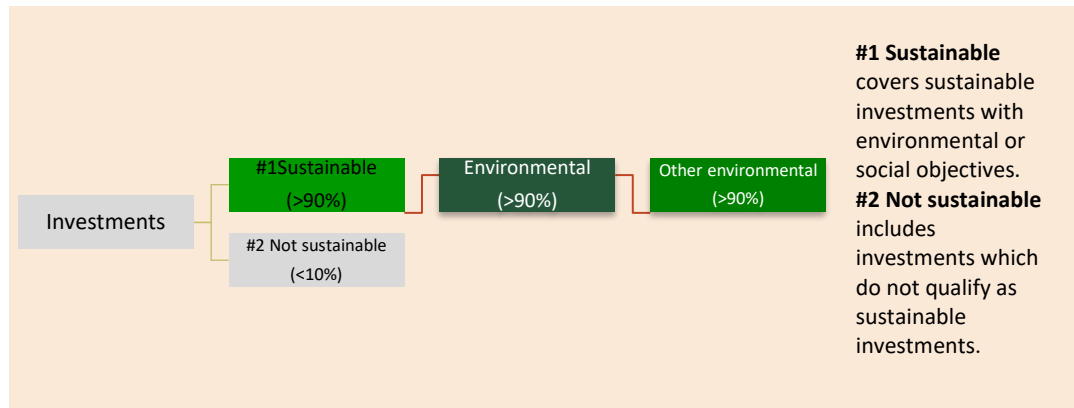 Investments
#1Sustainable
(>90%)
#2 Not sustainable
(<10%)
Environmental
(>90%)
Other environmental
(>90%)
#1 Sustainable
covers sustainable
investments with
environmental or
social objectives.
#2 Not sustainable
includes
investments which
do not qualify as
sustainable
investments.